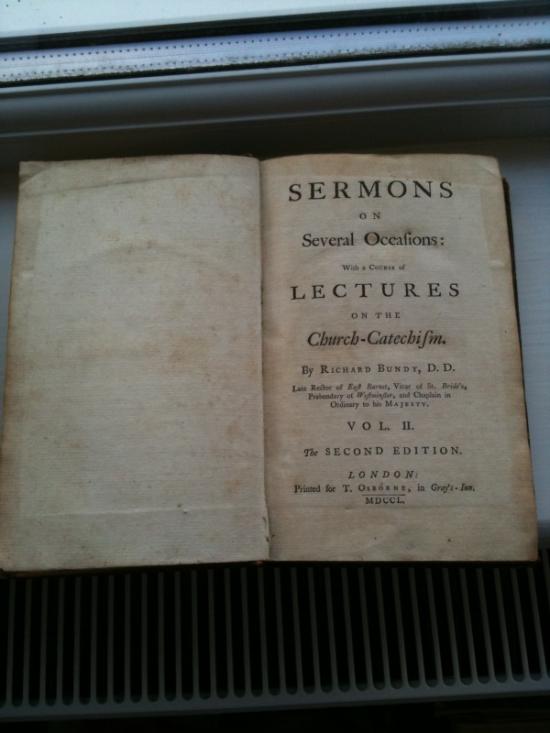 SERMONS
ON
Several Occaſions:
With a COURSE of
LECTURES
ON THE
Church-Catechiſm.
By RICHARD BUNDY, D. D.
Late Rector of Eaſt Barnet, Vicar of St. Bride's,
Prebendary of Weſtminſter, and Chaplain in
Ordinary to his MAJESTY.
VOL. II.
The SECOND EDITION.
LONDON:
Printed for T. OSBORNE, in Gray's-Inn.
MDCCL.